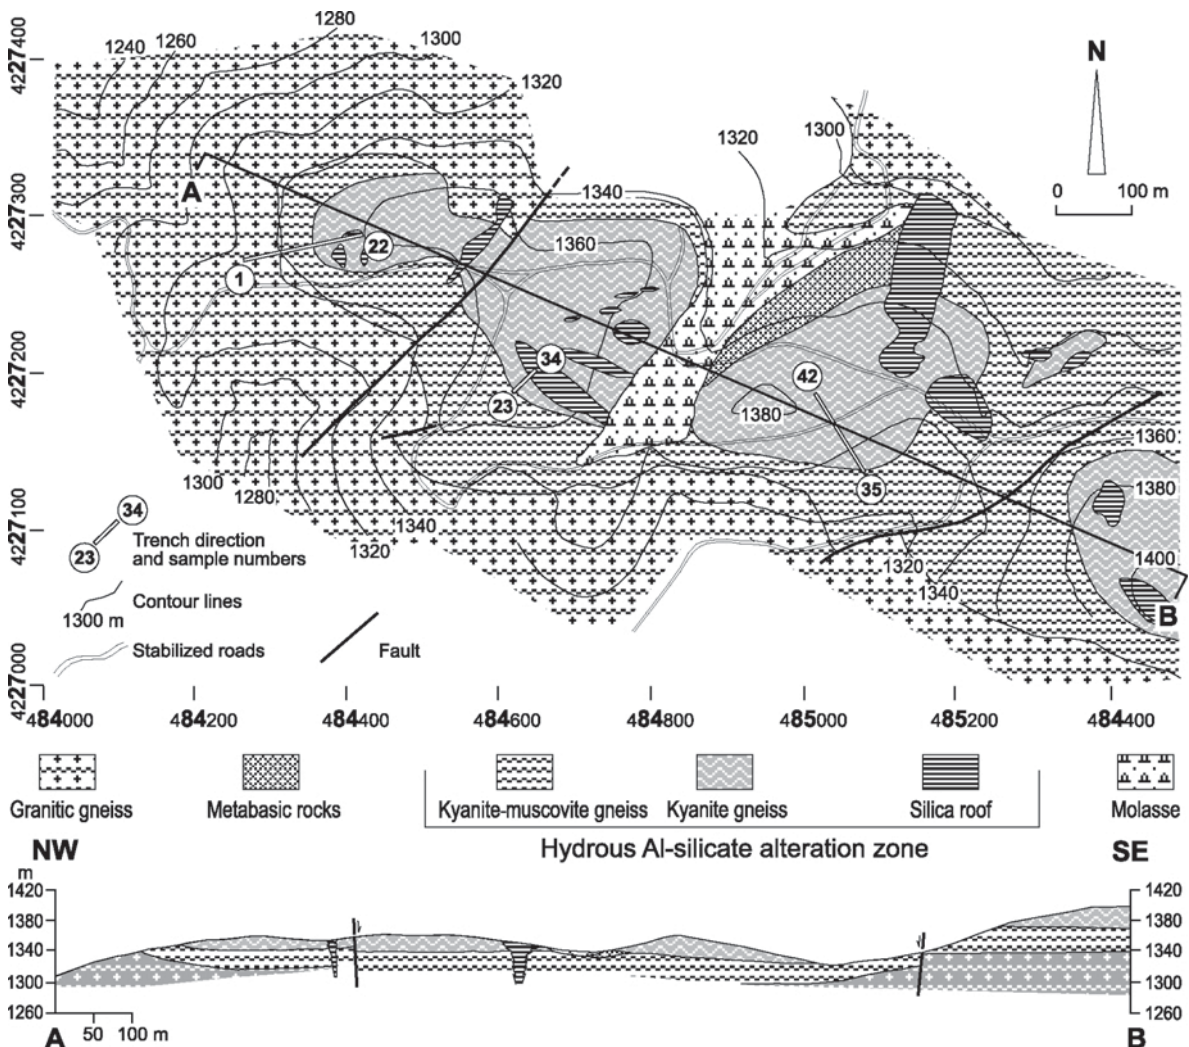 1280
1240
1260
1300
1320
4227400
N
1300
1320
0 100 m
A
4227300
1340
22
1360
1
4227200
34
42
23
1380
1360
35
1380
1300
1280
34
4227100
1340
23
Trench direction
and sample numbers
1320
1320
1400
1340
B
Contour lines
1300 m
Stabilized roads
Fault
4227000
484000 484200 484400 484600 484800 485000 485200 484400
Granitic gneiss Metabasic rocks Kyanite-muscovite gneiss Kyanite gneiss Silica roof Molasse
Hydrous Al-silicate alteration zone
NW SE
m
1420 1420
1380 1380
1340 1340
1300 1300
1260 1260
A 50 100 m B